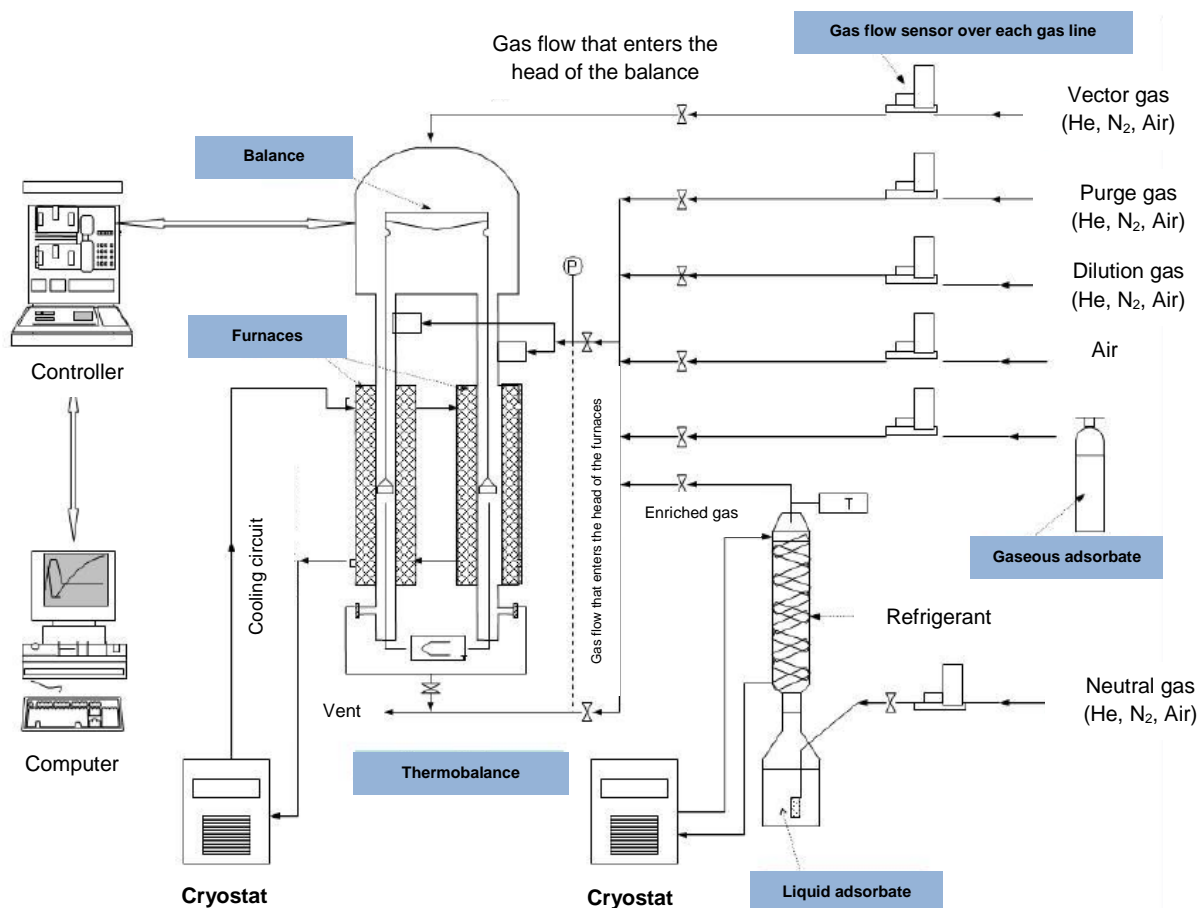 Gas flow sensor over each gas line
Gas flow that enters the
head of the balance
Vector gas
(He, N₂, Air)
Balance
Purge gas
(He, N₂, Air)
P
Dilution gas
(He, N₂, Air)
Furnaces
Air
Controller
Gas flow that enters the head of the furnaces
Enriched gas
T
Cooling circuit
Gaseous adsorbate
Refrigerant
Neutral gas
(He, N₂, Air)
Vent
Computer
Thermobalance
Liquid adsorbate
Cryostat
Cryostat